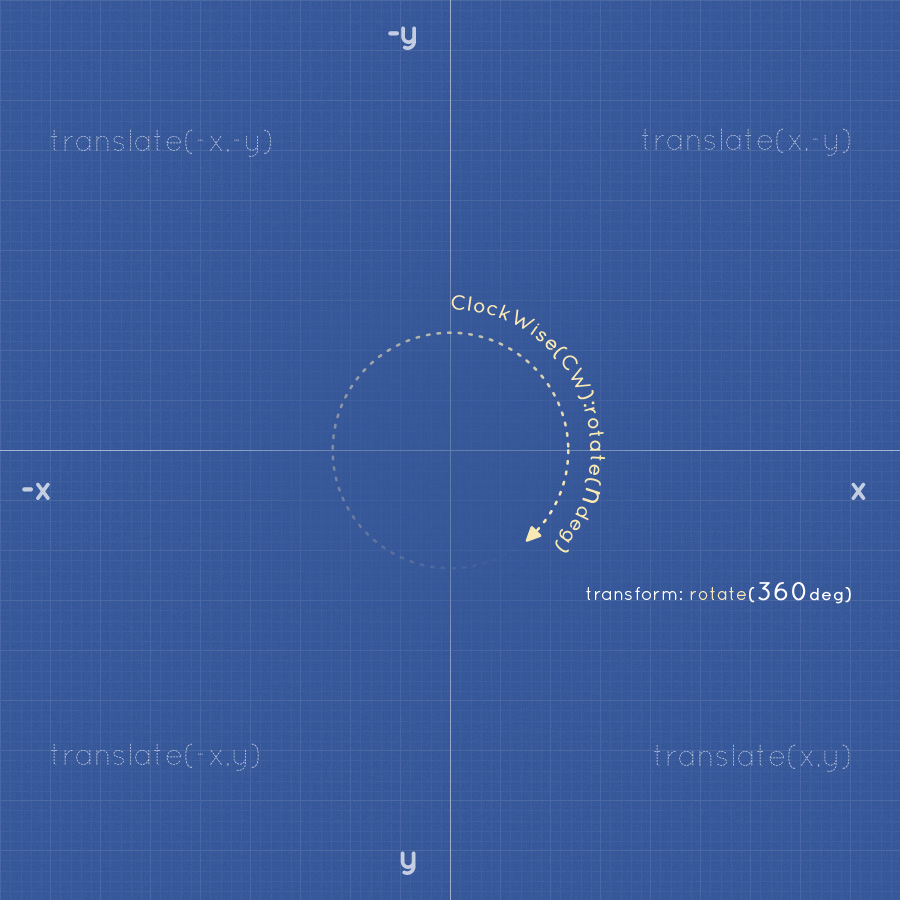 -y
translate(-x,-y)
translate(x,-y)
ClockWise(CW):rotate(ndeg)
-x
x
transform: rotate(360deg)
translate(-x,y)
translate(x,y)
y